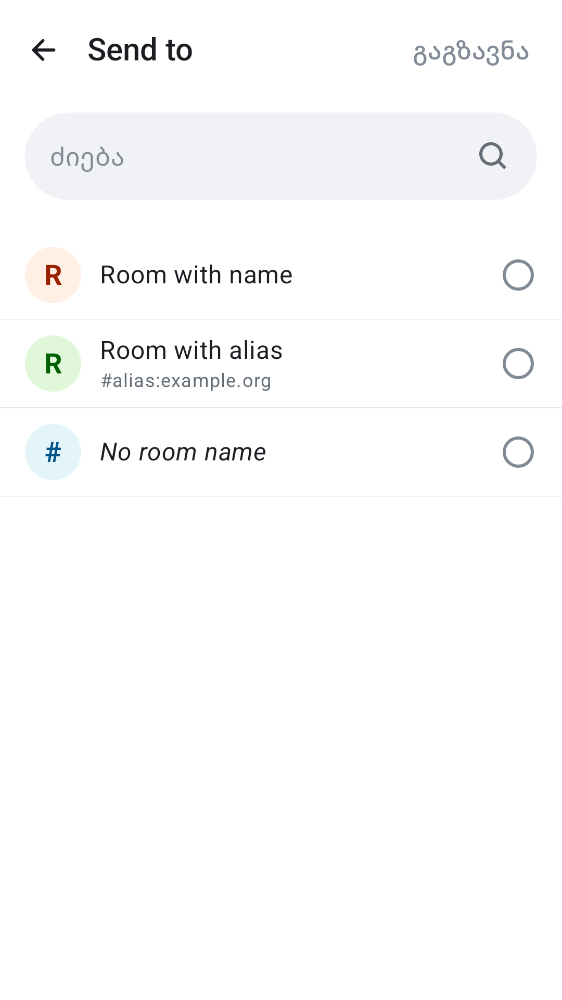 Send to
გაგზავნა
ძიება
R
Room with name
R
Room with alias
#alias:example.org
#
No room name